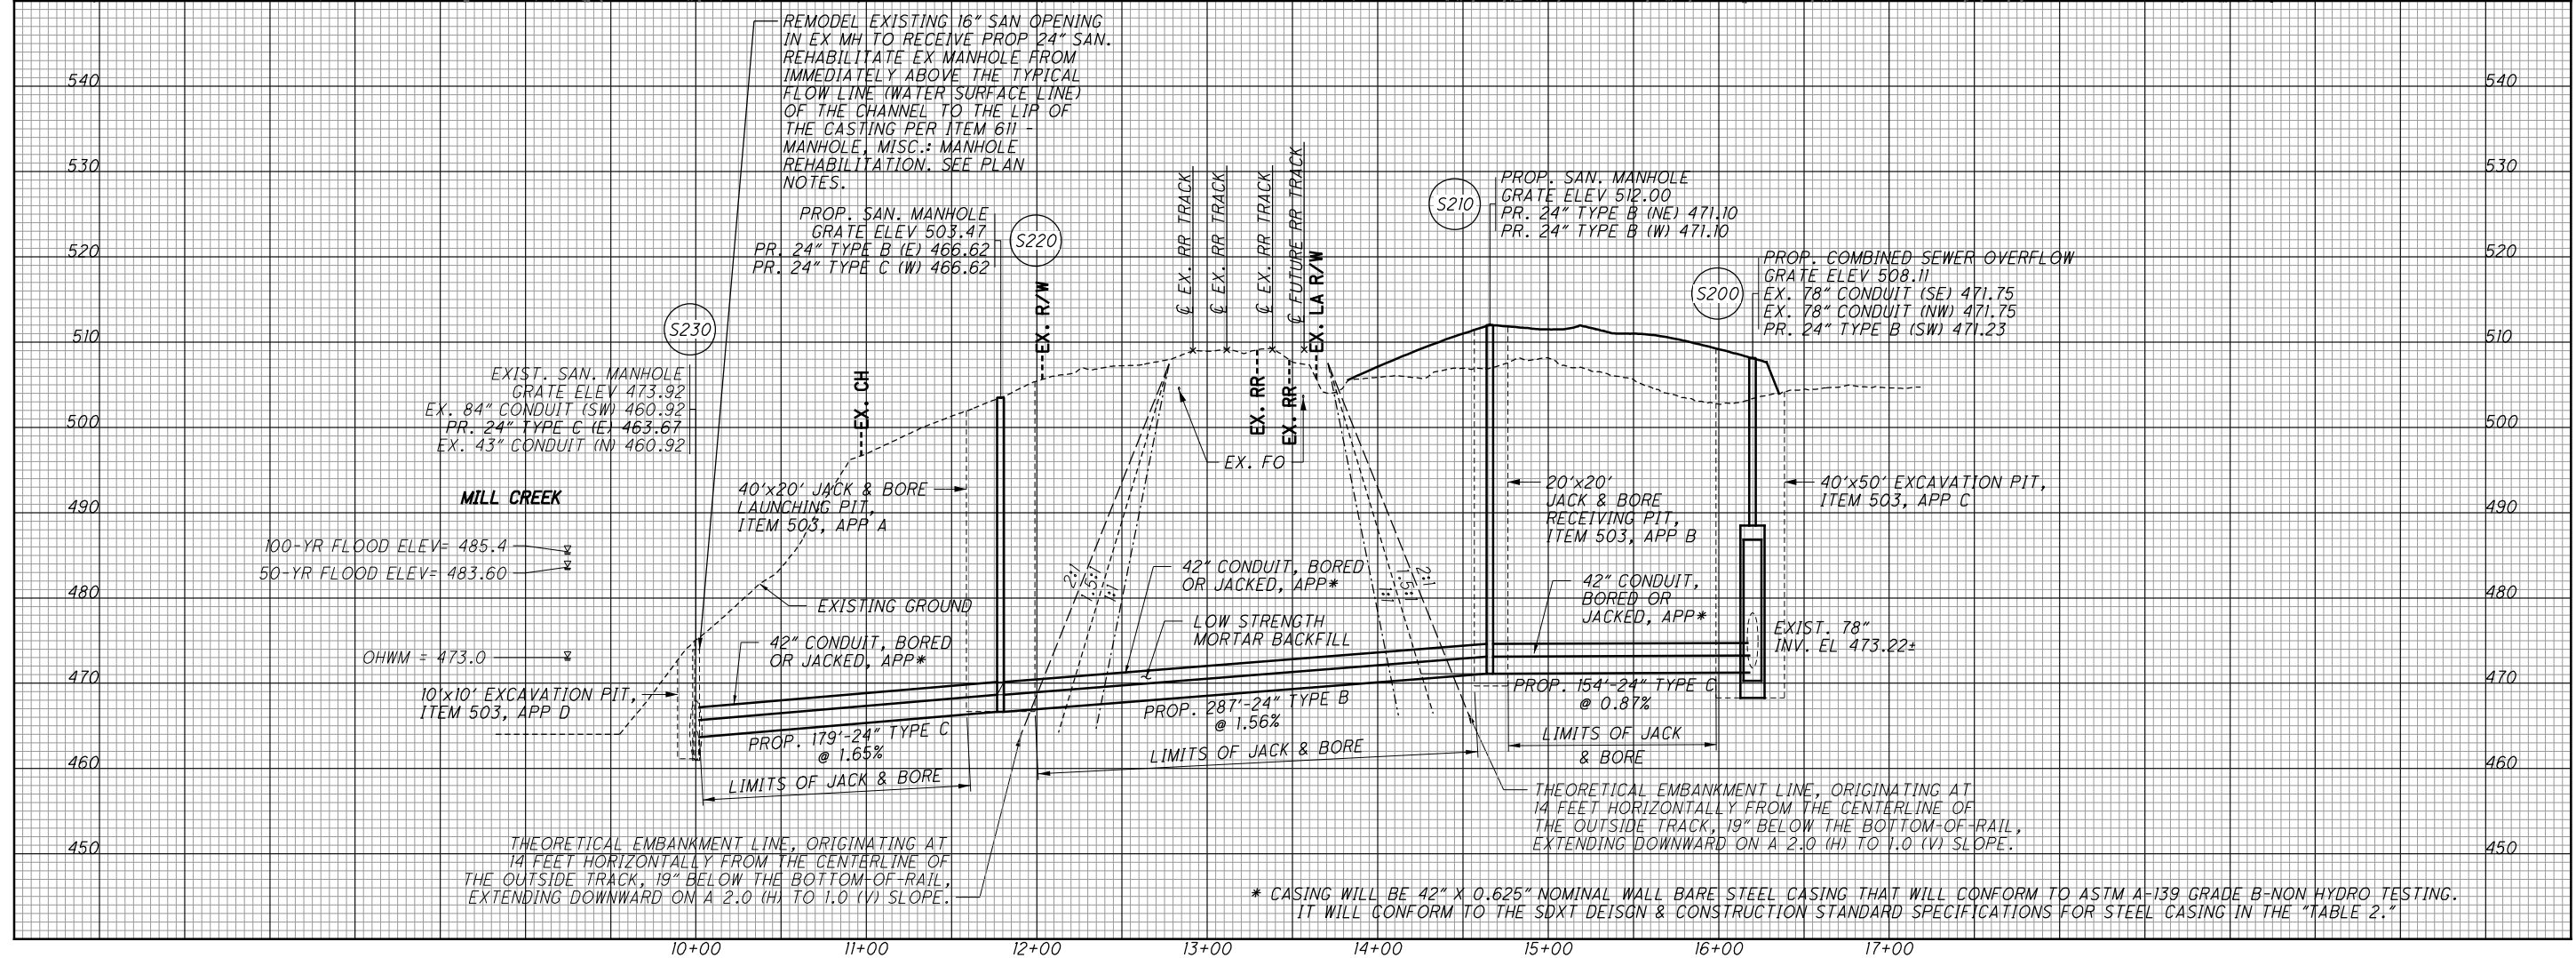 REMODEL EXISTING 16" SAN OPENING
IN EX MH TO RECEIVE PROP 24" SAN.
REHABILITATE EX MANHOLE FROM
IMMEDIATELY ABOVE THE TYPICAL
FLOW LINE (WATER SURFACE LINE)
OF THE CHANNEL TO THE LIP OF
THE CASTING PER ITEM 611 -
MANHOLE, MISC.: MANHOLE
REHABILITATION. SEE PLAN
NOTES.
540
530
520
510
500
490
480
470
460
450
540
530
520
510
500
490
480
470
460
450
PROP. SAN. MANHOLE
GRATE ELEV 503.47
PR. 24" TYPE B (E) 466.62
PR. 24" TYPE C (W) 466.62
S220
S230
EXIST. SAN. MANHOLE
GRATE ELEV 473.92
EX. 84" CONDUIT (SW) 460.92
PR. 24" TYPE C (E) 463.67
EX. 43" CONDUIT (N) 460.92
EX. CH
EX. R/W
℄ EX. RR TRACK
℄ EX. RR TRACK
℄ EX. RR TRACK
℄ FUTURE RR TRACK
EX. LA R/W
EX. RR
EX. RR
EX. FO
S210
PROP. SAN. MANHOLE
GRATE ELEV 512.00
PR. 24" TYPE B (NE) 471.10
PR. 24" TYPE B (W) 471.10
S200
PROP. COMBINED SEWER OVERFLOW
GRATE ELEV 508.11
EX. 78" CONDUIT (SE) 471.75
EX. 78" CONDUIT (NW) 471.75
PR. 24" TYPE B (SW) 471.23
MILL CREEK
100-YR FLOOD ELEV= 485.4
50-YR FLOOD ELEV= 483.60
OHWM = 473.0
40'x20' JACK & BORE
LAUNCHING PIT,
ITEM 503, APP A
20'x20'
JACK & BORE
RECEIVING PIT,
ITEM 503, APP B
40'x50' EXCAVATION PIT,
ITEM 503, APP C
10'x10' EXCAVATION PIT,
ITEM 503, APP D
EXISTING GROUND
42" CONDUIT, BORED
OR JACKED, APP*
42" CONDUIT, BORED
OR JACKED, APP*
42" CONDUIT,
BORED OR
JACKED, APP*
LOW STRENGTH
MORTAR BACKFILL
2:1
1.5:1
1:1
1:1
1.5:1
2:1
EXIST. 78"
INV. EL 473.22±
PROP. 179'-24" TYPE C
@ 1.65%
PROP. 287'-24" TYPE B
@ 1.56%
PROP. 154'-24" TYPE C
@ 0.87%
LIMITS OF JACK & BORE
LIMITS OF JACK & BORE
LIMITS OF JACK
& BORE
THEORETICAL EMBANKMENT LINE, ORIGINATING AT
14 FEET HORIZONTALLY FROM THE CENTERLINE OF
THE OUTSIDE TRACK, 19" BELOW THE BOTTOM-OF-RAIL,
EXTENDING DOWNWARD ON A 2.0 (H) TO 1.0 (V) SLOPE.
THEORETICAL EMBANKMENT LINE, ORIGINATING AT
14 FEET HORIZONTALLY FROM THE CENTERLINE OF
THE OUTSIDE TRACK, 19" BELOW THE BOTTOM-OF-RAIL,
EXTENDING DOWNWARD ON A 2.0 (H) TO 1.0 (V) SLOPE.
* CASING WILL BE 42" X 0.625" NOMINAL WALL BARE STEEL CASING THAT WILL CONFORM TO ASTM A-139 GRADE B-NON HYDRO TESTING.
IT WILL CONFORM TO THE SDXT DEISGN & CONSTRUCTION STANDARD SPECIFICATIONS FOR STEEL CASING IN THE "TABLE 2."
10+00
11+00
12+00
13+00
14+00
15+00
16+00
17+00